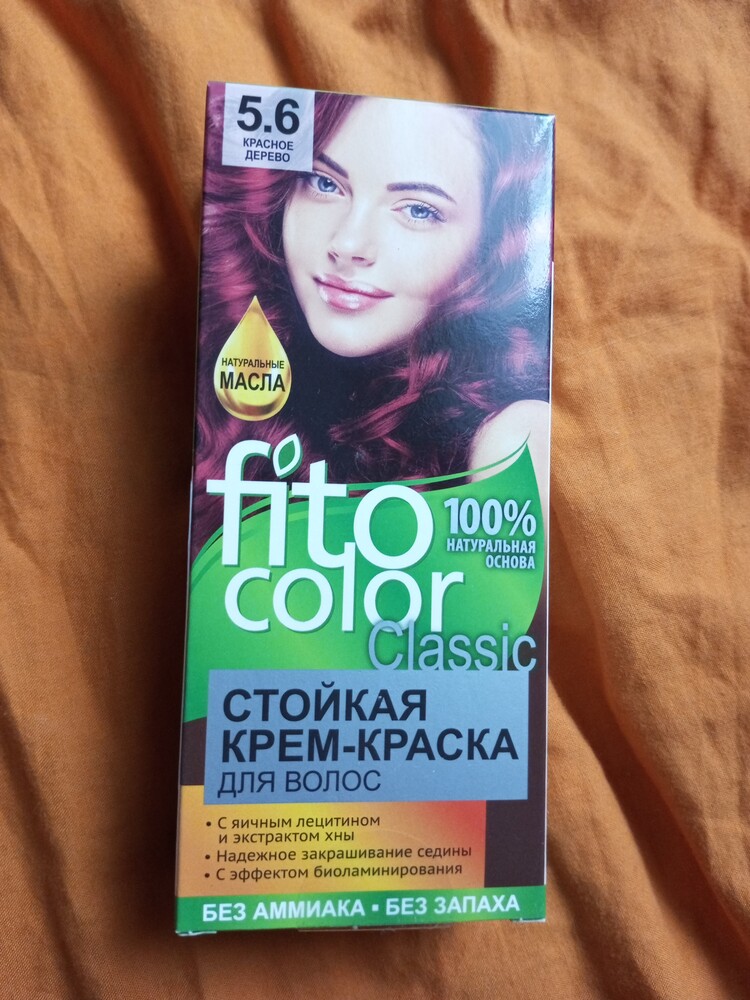 5.6
КРАСНОЕ
ДЕРЕВО
НАТУРАЛЬНЫЕ
МАСЛА
fito
color
Classic
100%
НАТУРАЛЬНАЯ
ОСНОВА
СТОЙКАЯ
КРЕМ-КРАСКА
ДЛЯ ВОЛОС
• С яичным лецитином
и экстрактом хны
• Надежное закрашивание седины
• С эффектом биоламинирования
БЕЗ АММИАКА • БЕЗ ЗАПАХА